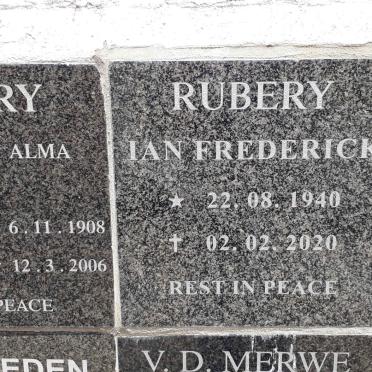 RY
ALMA
6.11.1908
12.3.2006
PEACE
RUBERY
IAN FREDERICK
★ 22.08.1940
† 02.02.2020
REST IN PEACE
EDEN
V. D. MERWE